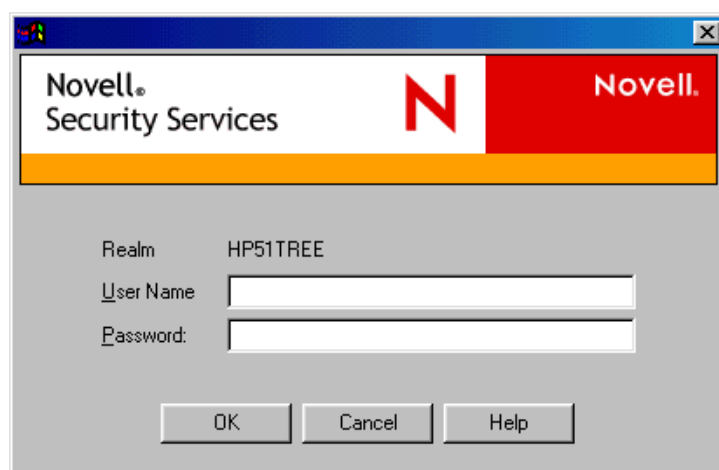 Novell®
Security Services
N
Novell®
Realm HP51TREE
User Name
Password:
OK Cancel Help